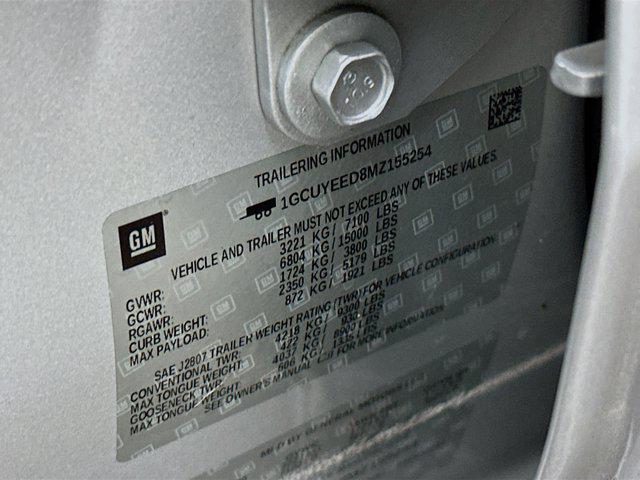 TRAILERING INFORMATION
1GCUYEED8MZ155254
GM
VEHICLE AND TRAILER MUST NOT EXCEED ANY OF THESE VALUES.
GVWR: 3221 KG / 7100 LBS
GCWR: 6804 KG / 15000 LBS
RGAWR: 1724 KG / 3800 LBS
CURB WEIGHT: 2350 KG / 5179 LBS
MAX PAYLOAD: 872 KG / 1921 LBS
SAE J2807 TRAILER WEIGHT RATING (TWR) FOR VEHICLE CONFIGURATION
CONVENTIONAL TWR: 4218 KG / 9300 LBS
MAX TONGUE WEIGHT: 422 KG / 930 LBS
GOOSENECK TWR: 4037 KG / 8900 LBS
MAX TONGUE WEIGHT: 606 KG / 1335 LBS
SEE OWNER'S MANUAL FOR MORE INFORMATION